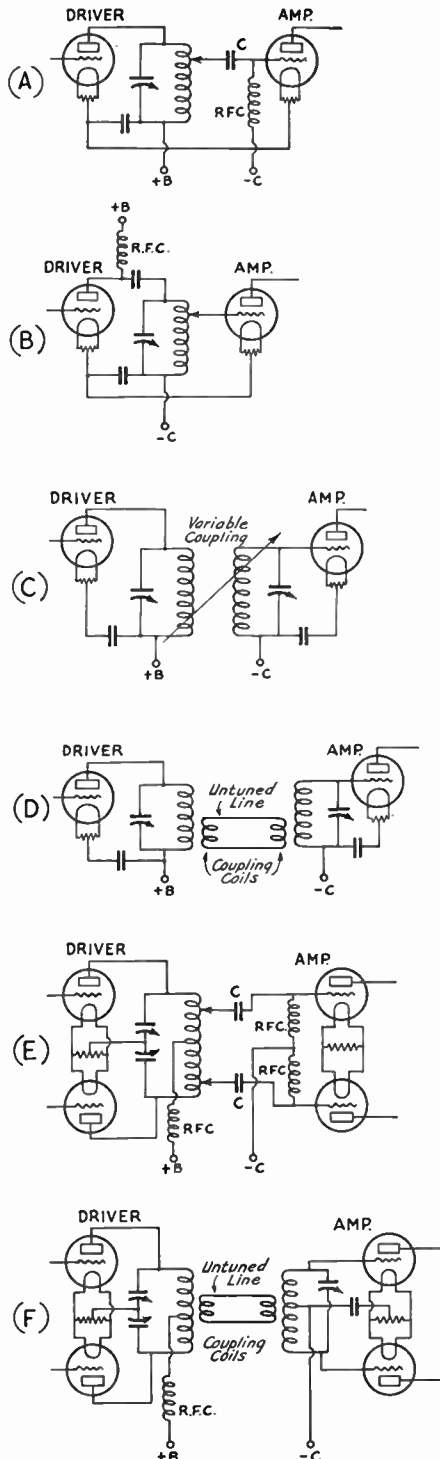 DRIVER
AMP.
(A)
C
RFC
+B
-C
+B
R.F.C.
DRIVER
AMP.
(B)
-C
DRIVER
AMP.
Variable
Coupling
(C)
+B
-C
DRIVER
AMP.
Untuned
Line
(D)
(Coupling)
Coils
+B
-C
DRIVER
AMP.
C
RFC
(E)
RFC
C
RFC
+B
-C
DRIVER
AMP.
Untuned
Line
(F)
Coupling
Coils
R.F.C.
+B
-C